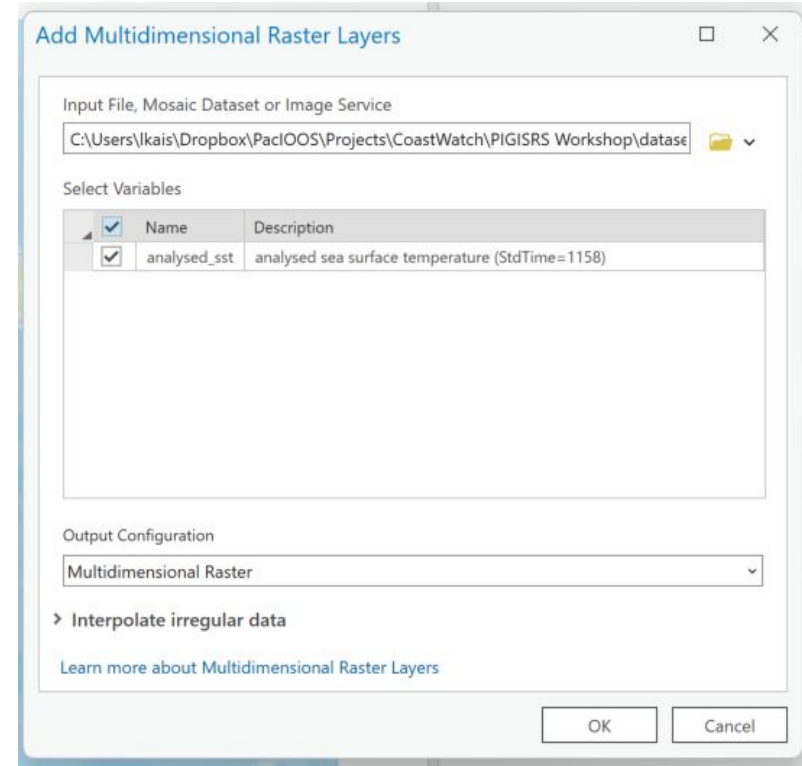 Add Multidimensional Raster Layers
Input File, Mosaic Dataset or Image Service
C:\Users\lkais\Dropbox\PacIOOS\Projects\CoastWatch\PIGISRS Workshop\datase
Select Variables
Name Description
analysed_sst analysed sea surface temperature (StdTime=1158)
Output Configuration
Multidimensional Raster
Interpolate irregular data
Learn more about Multidimensional Raster Layers
OK Cancel